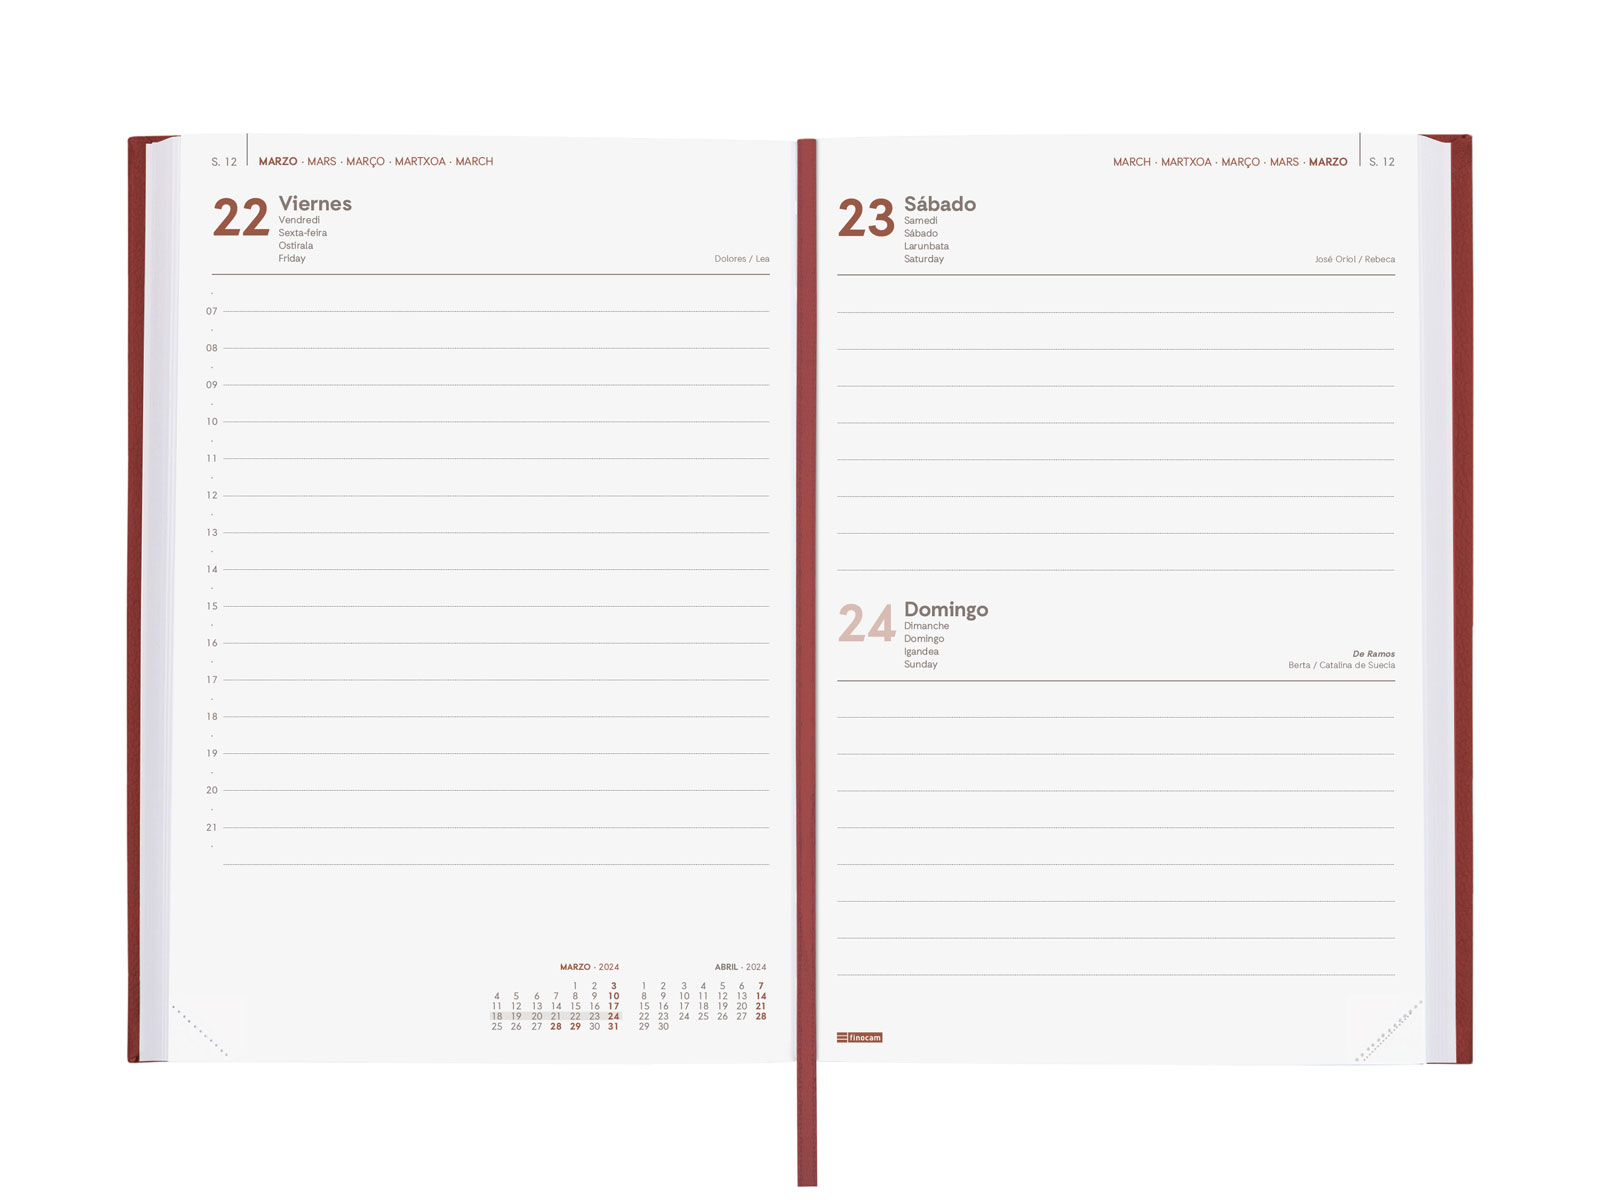 S. 12 MARZO · MARS · MARÇO · MARTXOA · MARCH
22 Viernes
Vendredi
Sexta-feira
Ostirala
Friday
Dolores / Lea
07
08
09
10
11
12
13
14
15
16
17
18
19
20
21
MARZO · 2024
1 2 3
4 5 6 7 8 9 10
11 12 13 14 15 16 17
18 19 20 21 22 23 24
25 26 27 28 29 30 31
ABRIL · 2024
1 2 3 4 5 6 7
8 9 10 11 12 13 14
15 16 17 18 19 20 21
22 23 24 25 26 27 28
29 30
MARCH · MARTXOA · MARÇO · MARS · MARZO S. 12
23 Sábado
Samedi
Sábado
Larunbata
Saturday
José Oriol / Rebeca
24 Domingo
Dimanche
Domingo
Igandea
Sunday
De Ramos
Berta / Catalina de Suecia
finocam